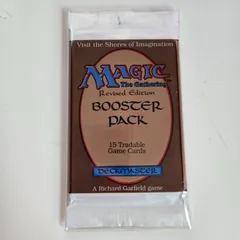 Visit the Shores of Imagination
MAGIC
The Gathering
Revised Edition
BOOSTER
PACK
15 Tradable
Game Cards
DECKMASTER
A Richard Garfield game